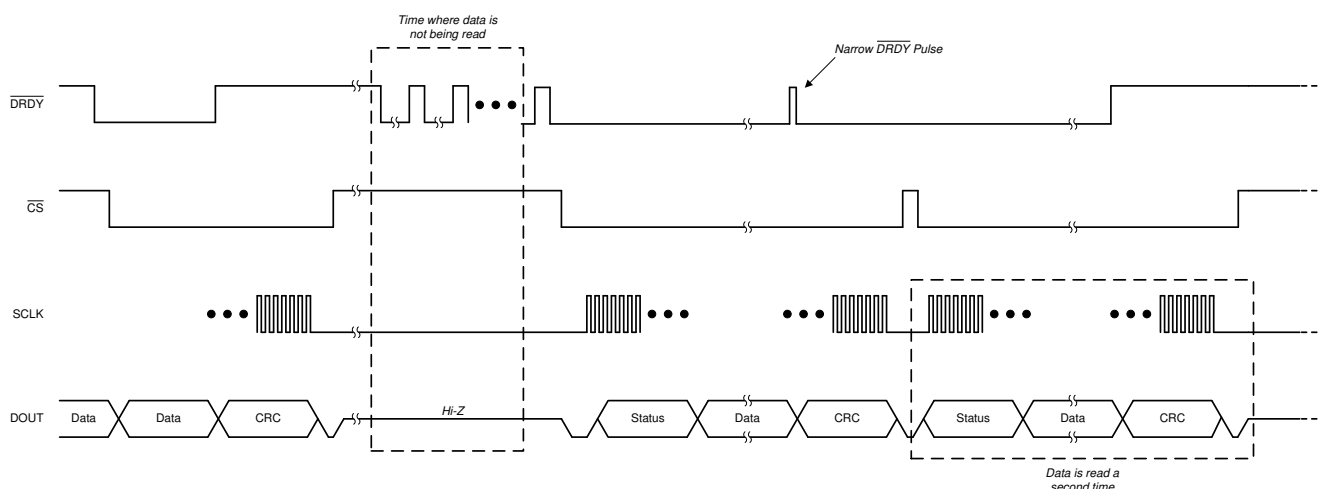 Time where data is
not being read
Narrow DRDY Pulse
DRDY
CS
SCLK
DOUT
Data
Data
CRC
Hi-Z
Status
Data
CRC
Status
Data
CRC
Data is read a
second time